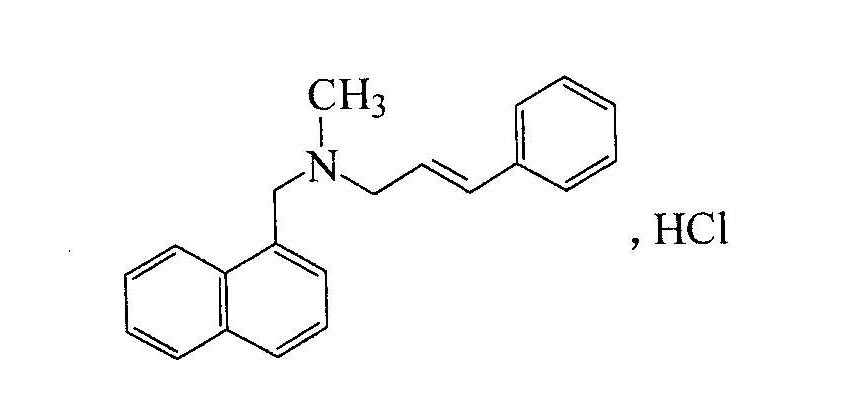 CH3
N
, HCl